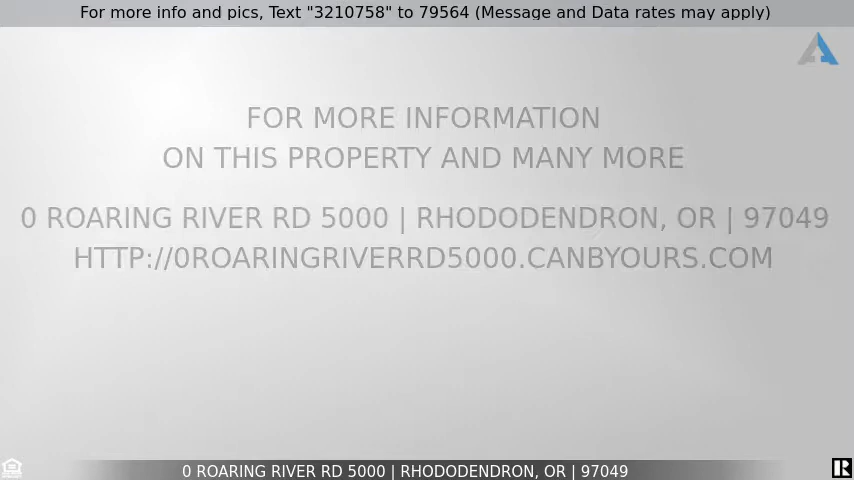 For more info and pics, Text "3210758" to 79564 (Message and Data rates may apply)
FOR MORE INFORMATION
ON THIS PROPERTY AND MANY MORE
0 ROARING RIVER RD 5000 | RHODODENDRON, OR | 97049
HTTP://0ROARINGRIVERRD5000.CANBYOURS.COM
0 ROARING RIVER RD 5000 | RHODODENDRON, OR | 97049